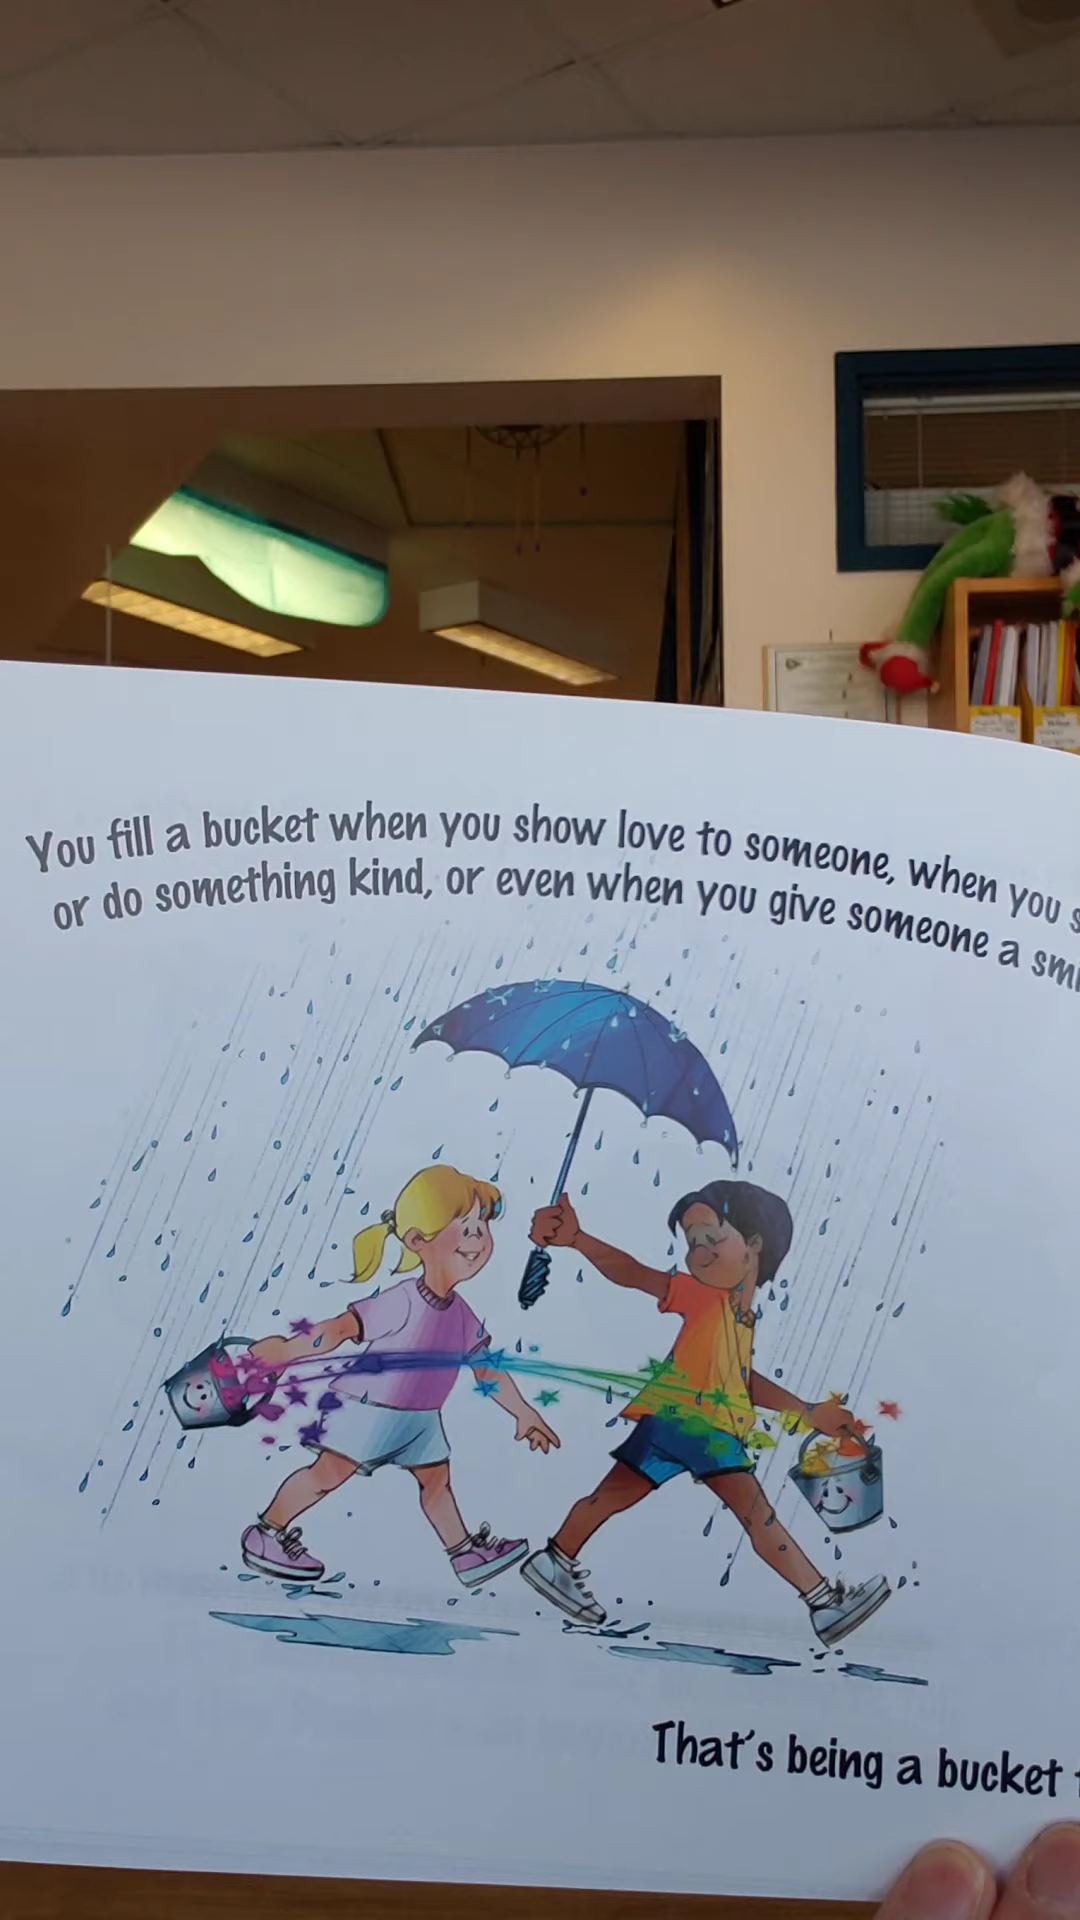 You fill a bucket when you show love to someone, when you
or do something kind, or even when you give someone a
That's being a bucket